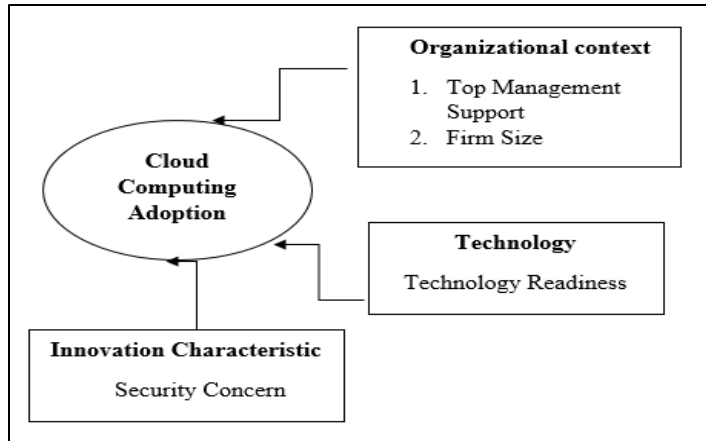 Organizational context
1. Top Management
Support
2. Firm Size
Cloud
Computing
Adoption
Technology
Technology Readiness
Innovation Characteristic
Security Concern